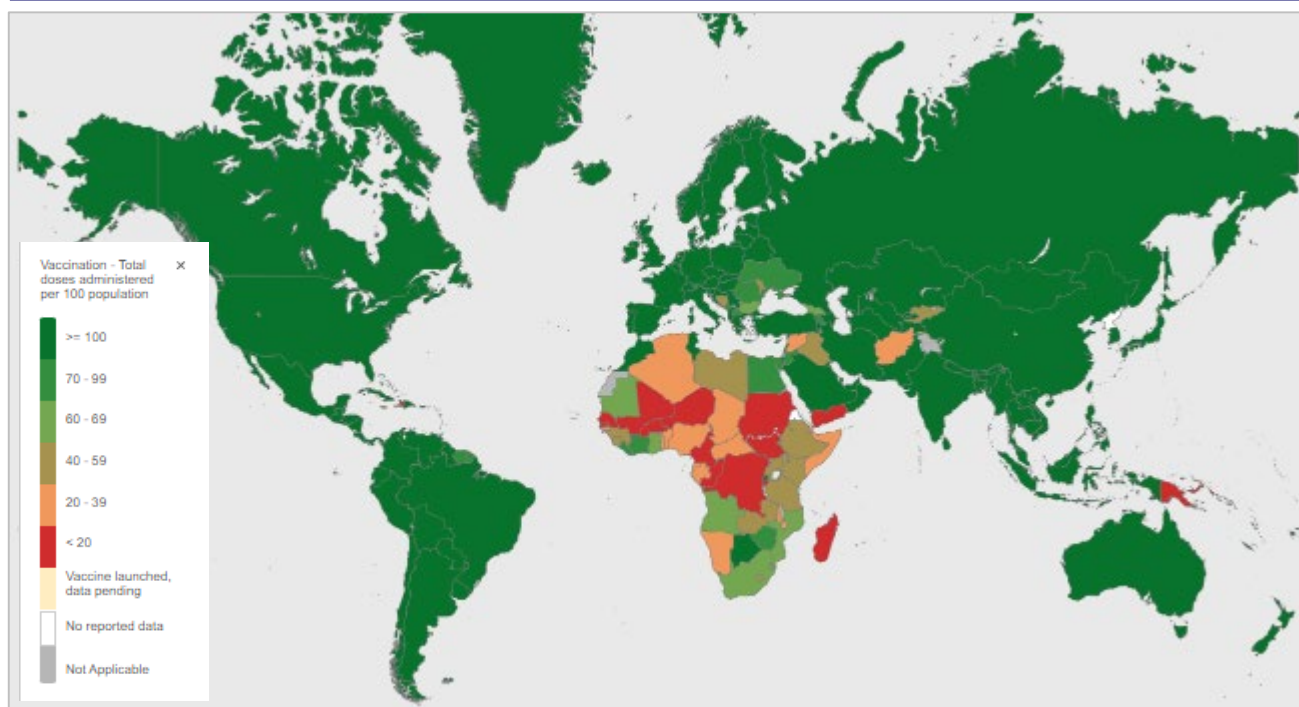 Vaccination - Total ×
doses administered
per 100 population
>= 100
70 - 99
60 - 69
40 - 59
20 - 39
< 20
Vaccine launched,
data pending
No reported data
Not Applicable